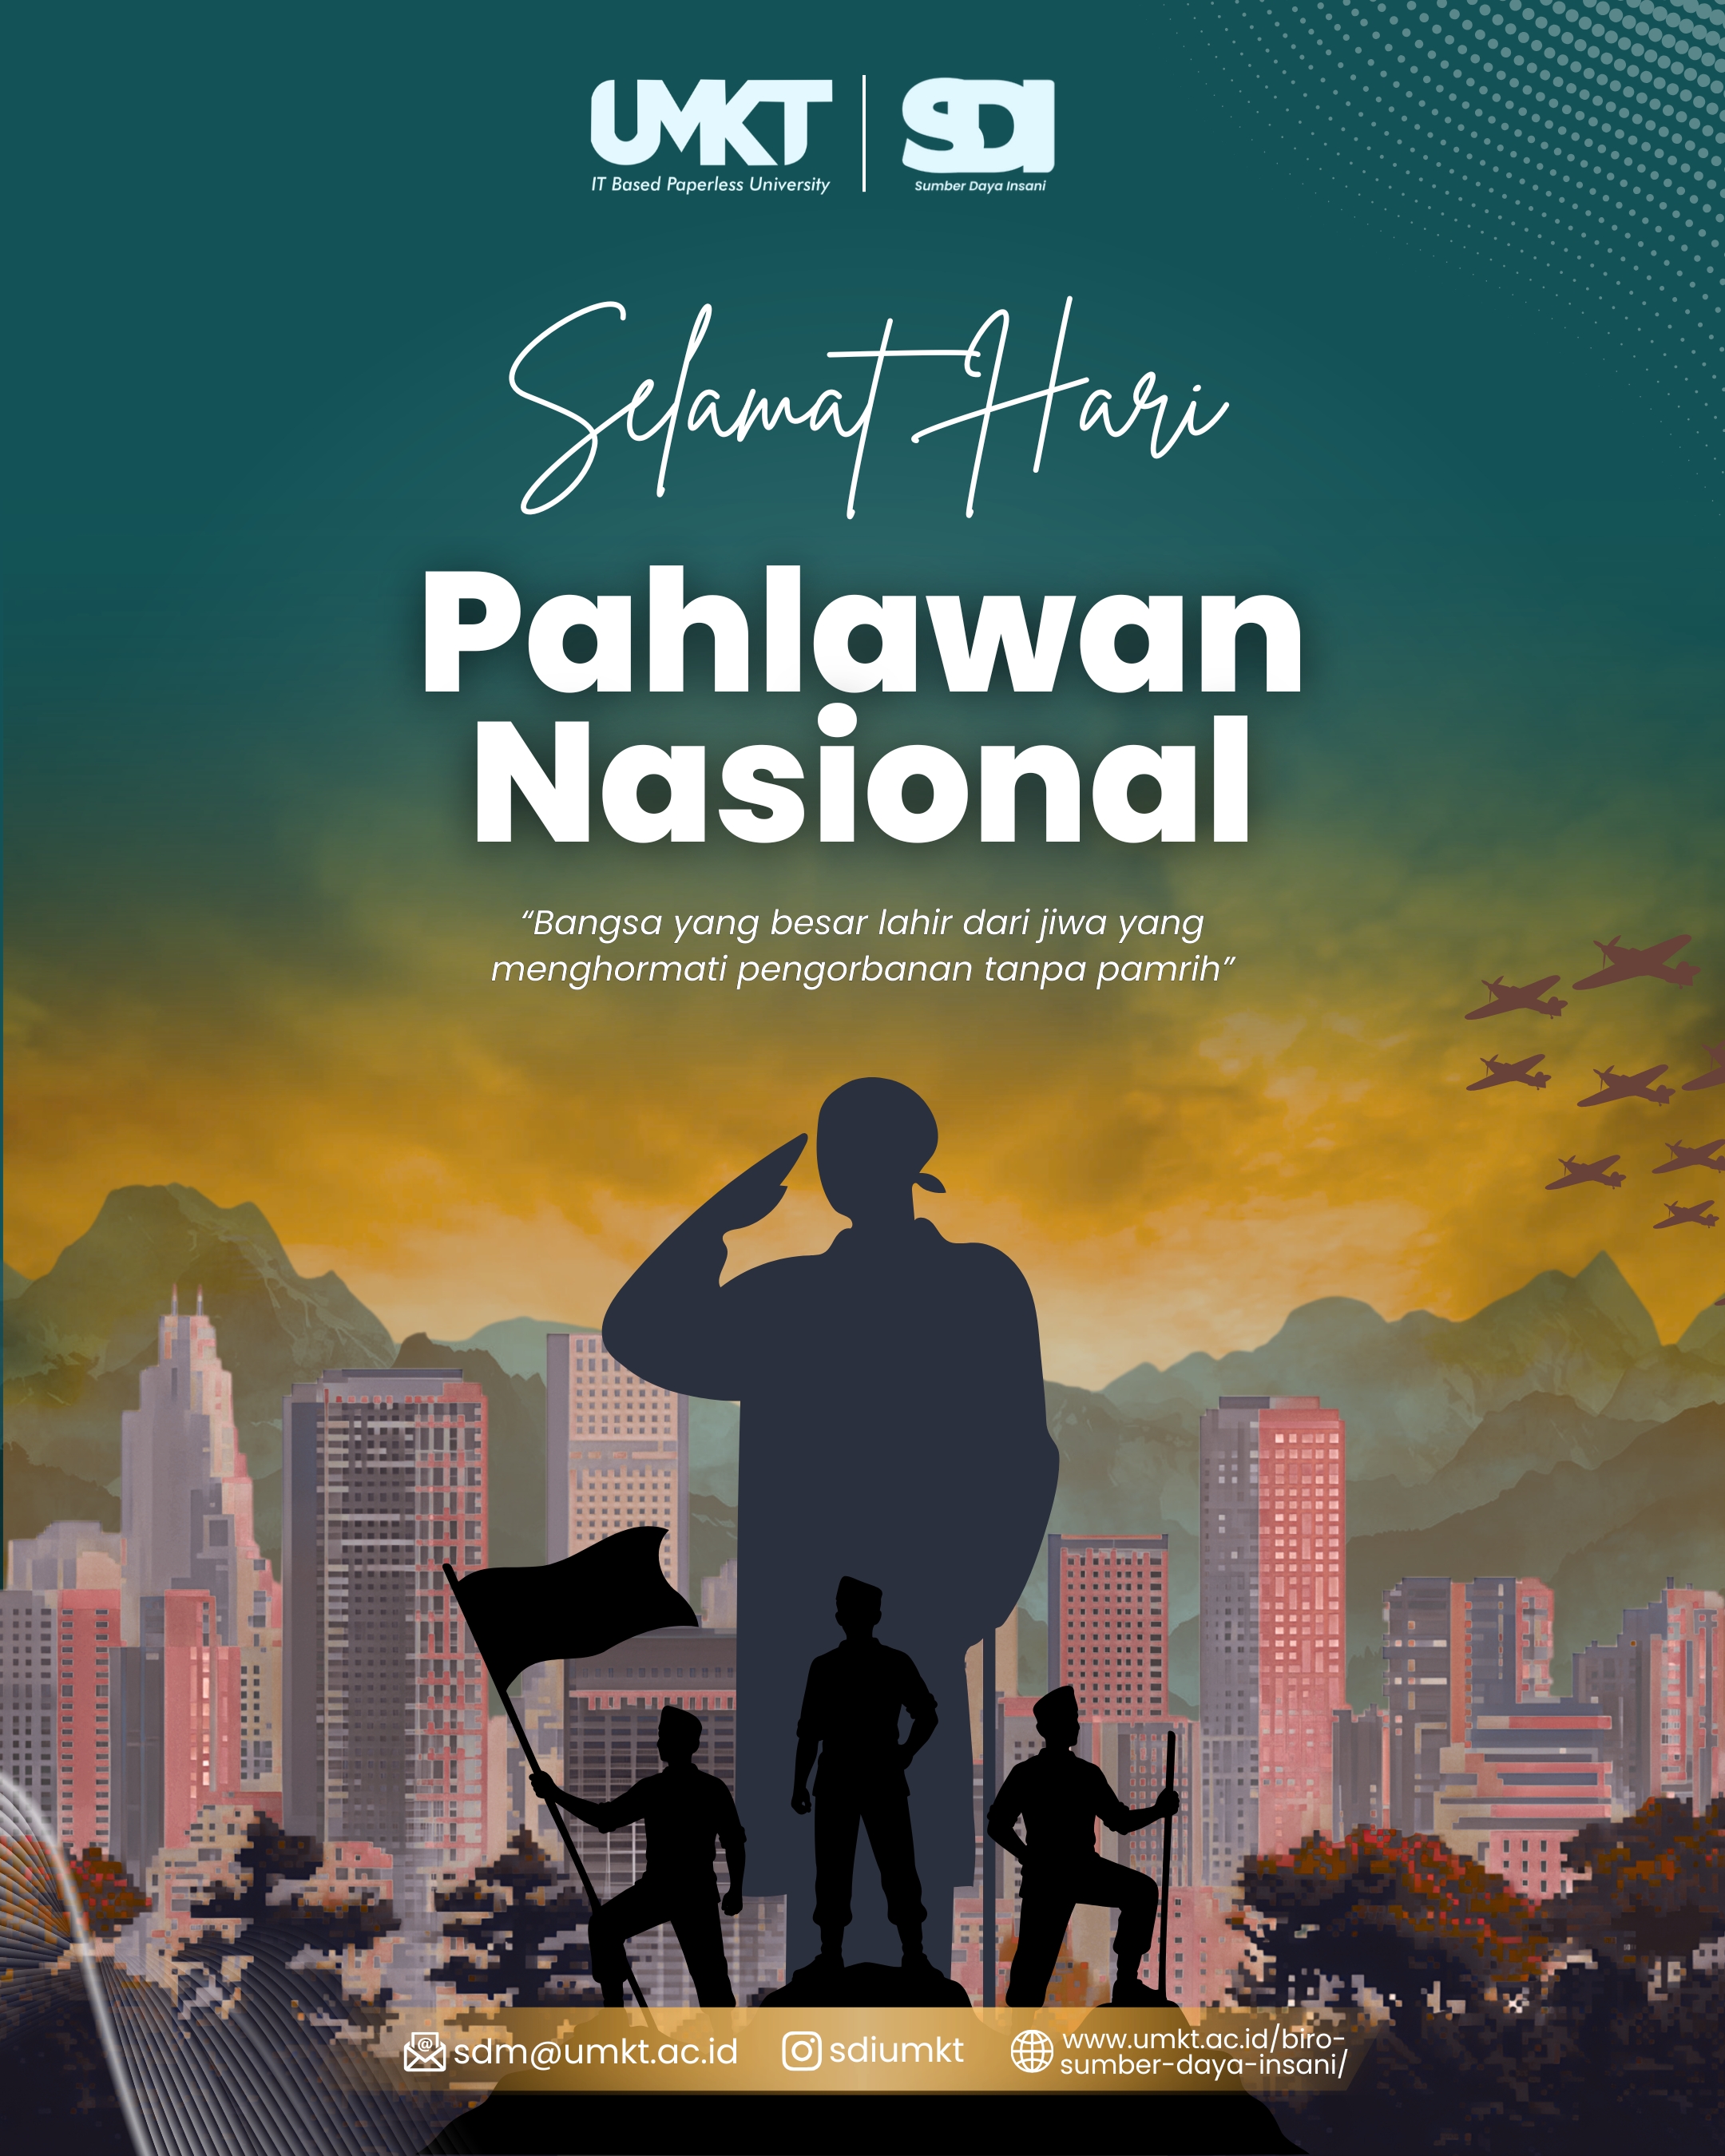 UMKT
IT Based Paperless University
SDI
Sumber Daya Insani
Selamat Hari
Pahlawan
Nasional
“Bangsa yang besar lahir dari jiwa yang
menghormati pengorbanan tanpa pamrih”
sdm@umkt.ac.id
sdiumkt
www.umkt.ac.id/biro-
sumber-daya-insani/